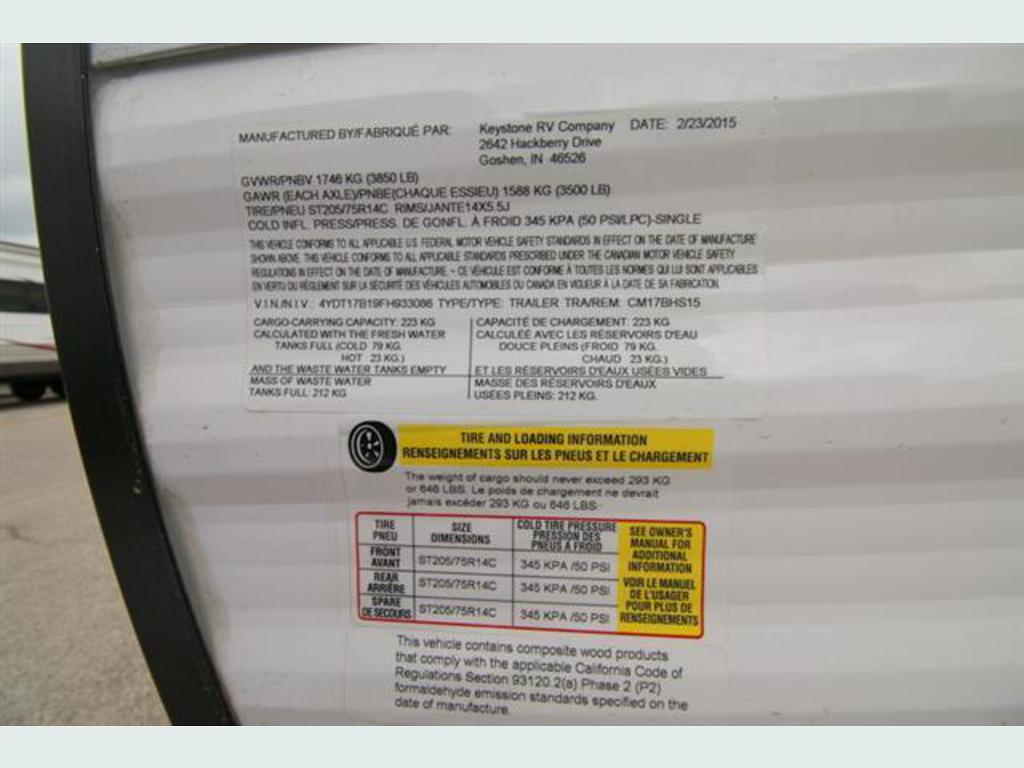 MANUFACTURED BY/FABRIQUÉ PAR: Keystone RV Company DATE: 2/23/2015
2642 Hackberry Drive
Goshen, IN 46526
GVWR/PNBV 1746 KG (3850 LB)
GAWR (EACH AXLE)/PNBE(CHAQUE ESSIEU) 1588 KG (3500 LB)
TIRE/PNEU ST205/75R14C RIMS/JANTE14X5.5J
COLD INFL. PRESS/PRESS. DE GONFL. À FROID 345 KPA (50 PSI/LPC)-SINGLE
THIS VEHICLE CONFORMS TO ALL APPLICABLE U.S. FEDERAL MOTOR VEHICLE SAFETY STANDARDS IN EFFECT ON THE DATE OF MANUFACTURE
SHOWN ABOVE. THIS VEHICLE CONFORMS TO ALL APPLICABLE STANDARDS PRESCRIBED UNDER THE CANADIAN MOTOR VEHICLE SAFETY
REGULATIONS IN EFFECT ON THE DATE OF MANUFACTURE. - CE VÉHICULE EST CONFORME À TOUTES LES NORMES QUI LUI SONT APPLICABLES
EN VERTU DU RÈGLEMENT SUR LA SÉCURITÉ DES VÉHICULES AUTOMOBILES DU CANADA EN VIGUEUR À LA DATE DE SA FABRICATION.
V.I.N./N.I.V.: 4YDT17B19FH933086 TYPE/TYPE: TRAILER TRA/REM: CM17BHS15
CARGO-CARRYING CAPACITY: 223 KG
CALCULATED WITH THE FRESH WATER
TANKS FULL (COLD 79 KG.
HOT 23 KG.)
AND THE WASTE WATER TANKS EMPTY
MASS OF WASTE WATER
TANKS FULL: 212 KG
CAPACITÉ DE CHARGEMENT: 223 KG
CALCULÉE AVEC LES RÉSERVOIRS D'EAU
DOUCE PLEINS (FROID 79 KG.
CHAUD 23 KG.)
ET LES RÉSERVOIRS D'EAUX USÉES VIDES
MASSE DES RÉSERVOIRS D'EAUX
USÉES PLEINS: 212 KG.
TIRE AND LOADING INFORMATION
RENSEIGNEMENTS SUR LES PNEUS ET LE CHARGEMENT
The weight of cargo should never exceed 293 KG
or 646 LBS. Le poids de chargement ne devrait
jamais excéder 293 KG ou 646 LBS.
TIRE
PNEU
SIZE
DIMENSIONS
COLD TIRE PRESSURE
PRESSION DES
PNEUS A FROID
FRONT
AVANT
ST205/75R14C
345 KPA /50 PSI
REAR
ARRIÈRE
ST205/75R14C
345 KPA /50 PSI
SPARE
DE SECOURS
ST205/75R14C
345 KPA /50 PSI
SEE OWNER'S
MANUAL FOR
ADDITIONAL
INFORMATION
VOIR LE MANUEL
DE L'USAGER
POUR PLUS DE
RENSEIGNEMENTS
This vehicle contains composite wood products
that comply with the applicable California Code of
Regulations Section 93120.2(a) Phase 2 (P2)
formaldehyde emission standards specified on the
date of manufacture.